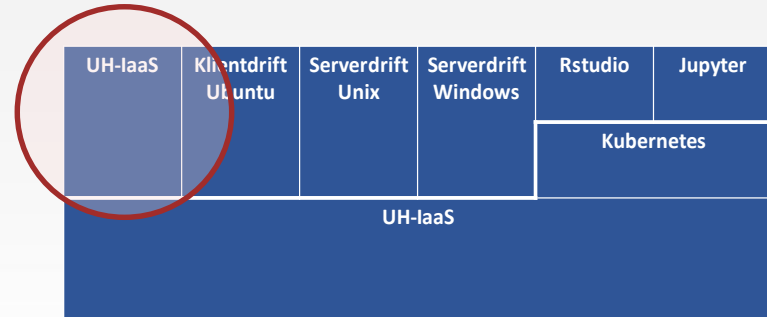 UH-IaaS
Klientdrift
Ubuntu
Serverdrift
Unix
Serverdrift
Windows
Rstudio
Jupyter
Kubernetes
UH-IaaS